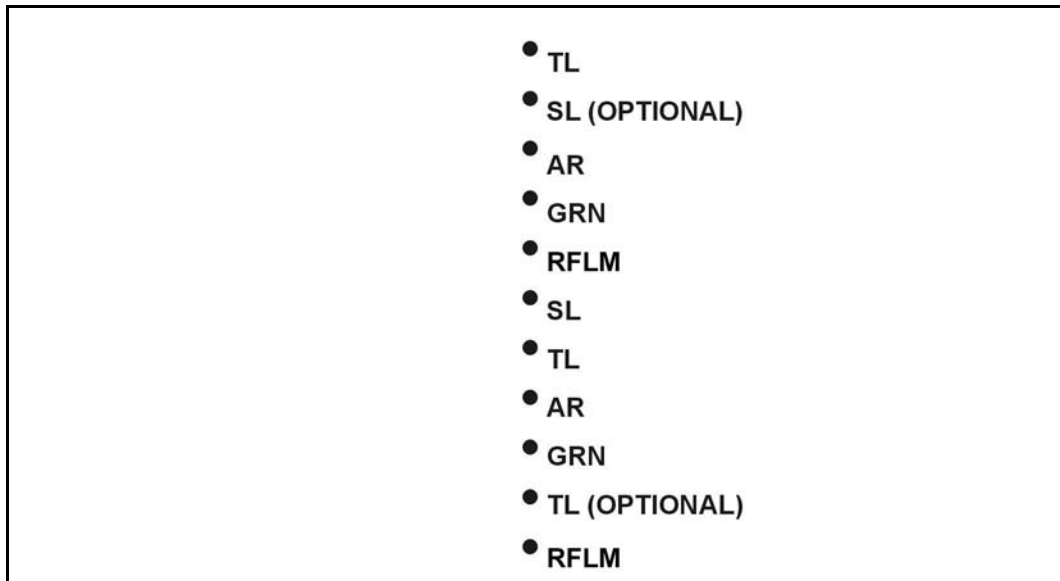 • TL
• SL (OPTIONAL)
• AR
• GRN
• RFLM
• SL
• TL
• AR
• GRN
• TL (OPTIONAL)
• RFLM